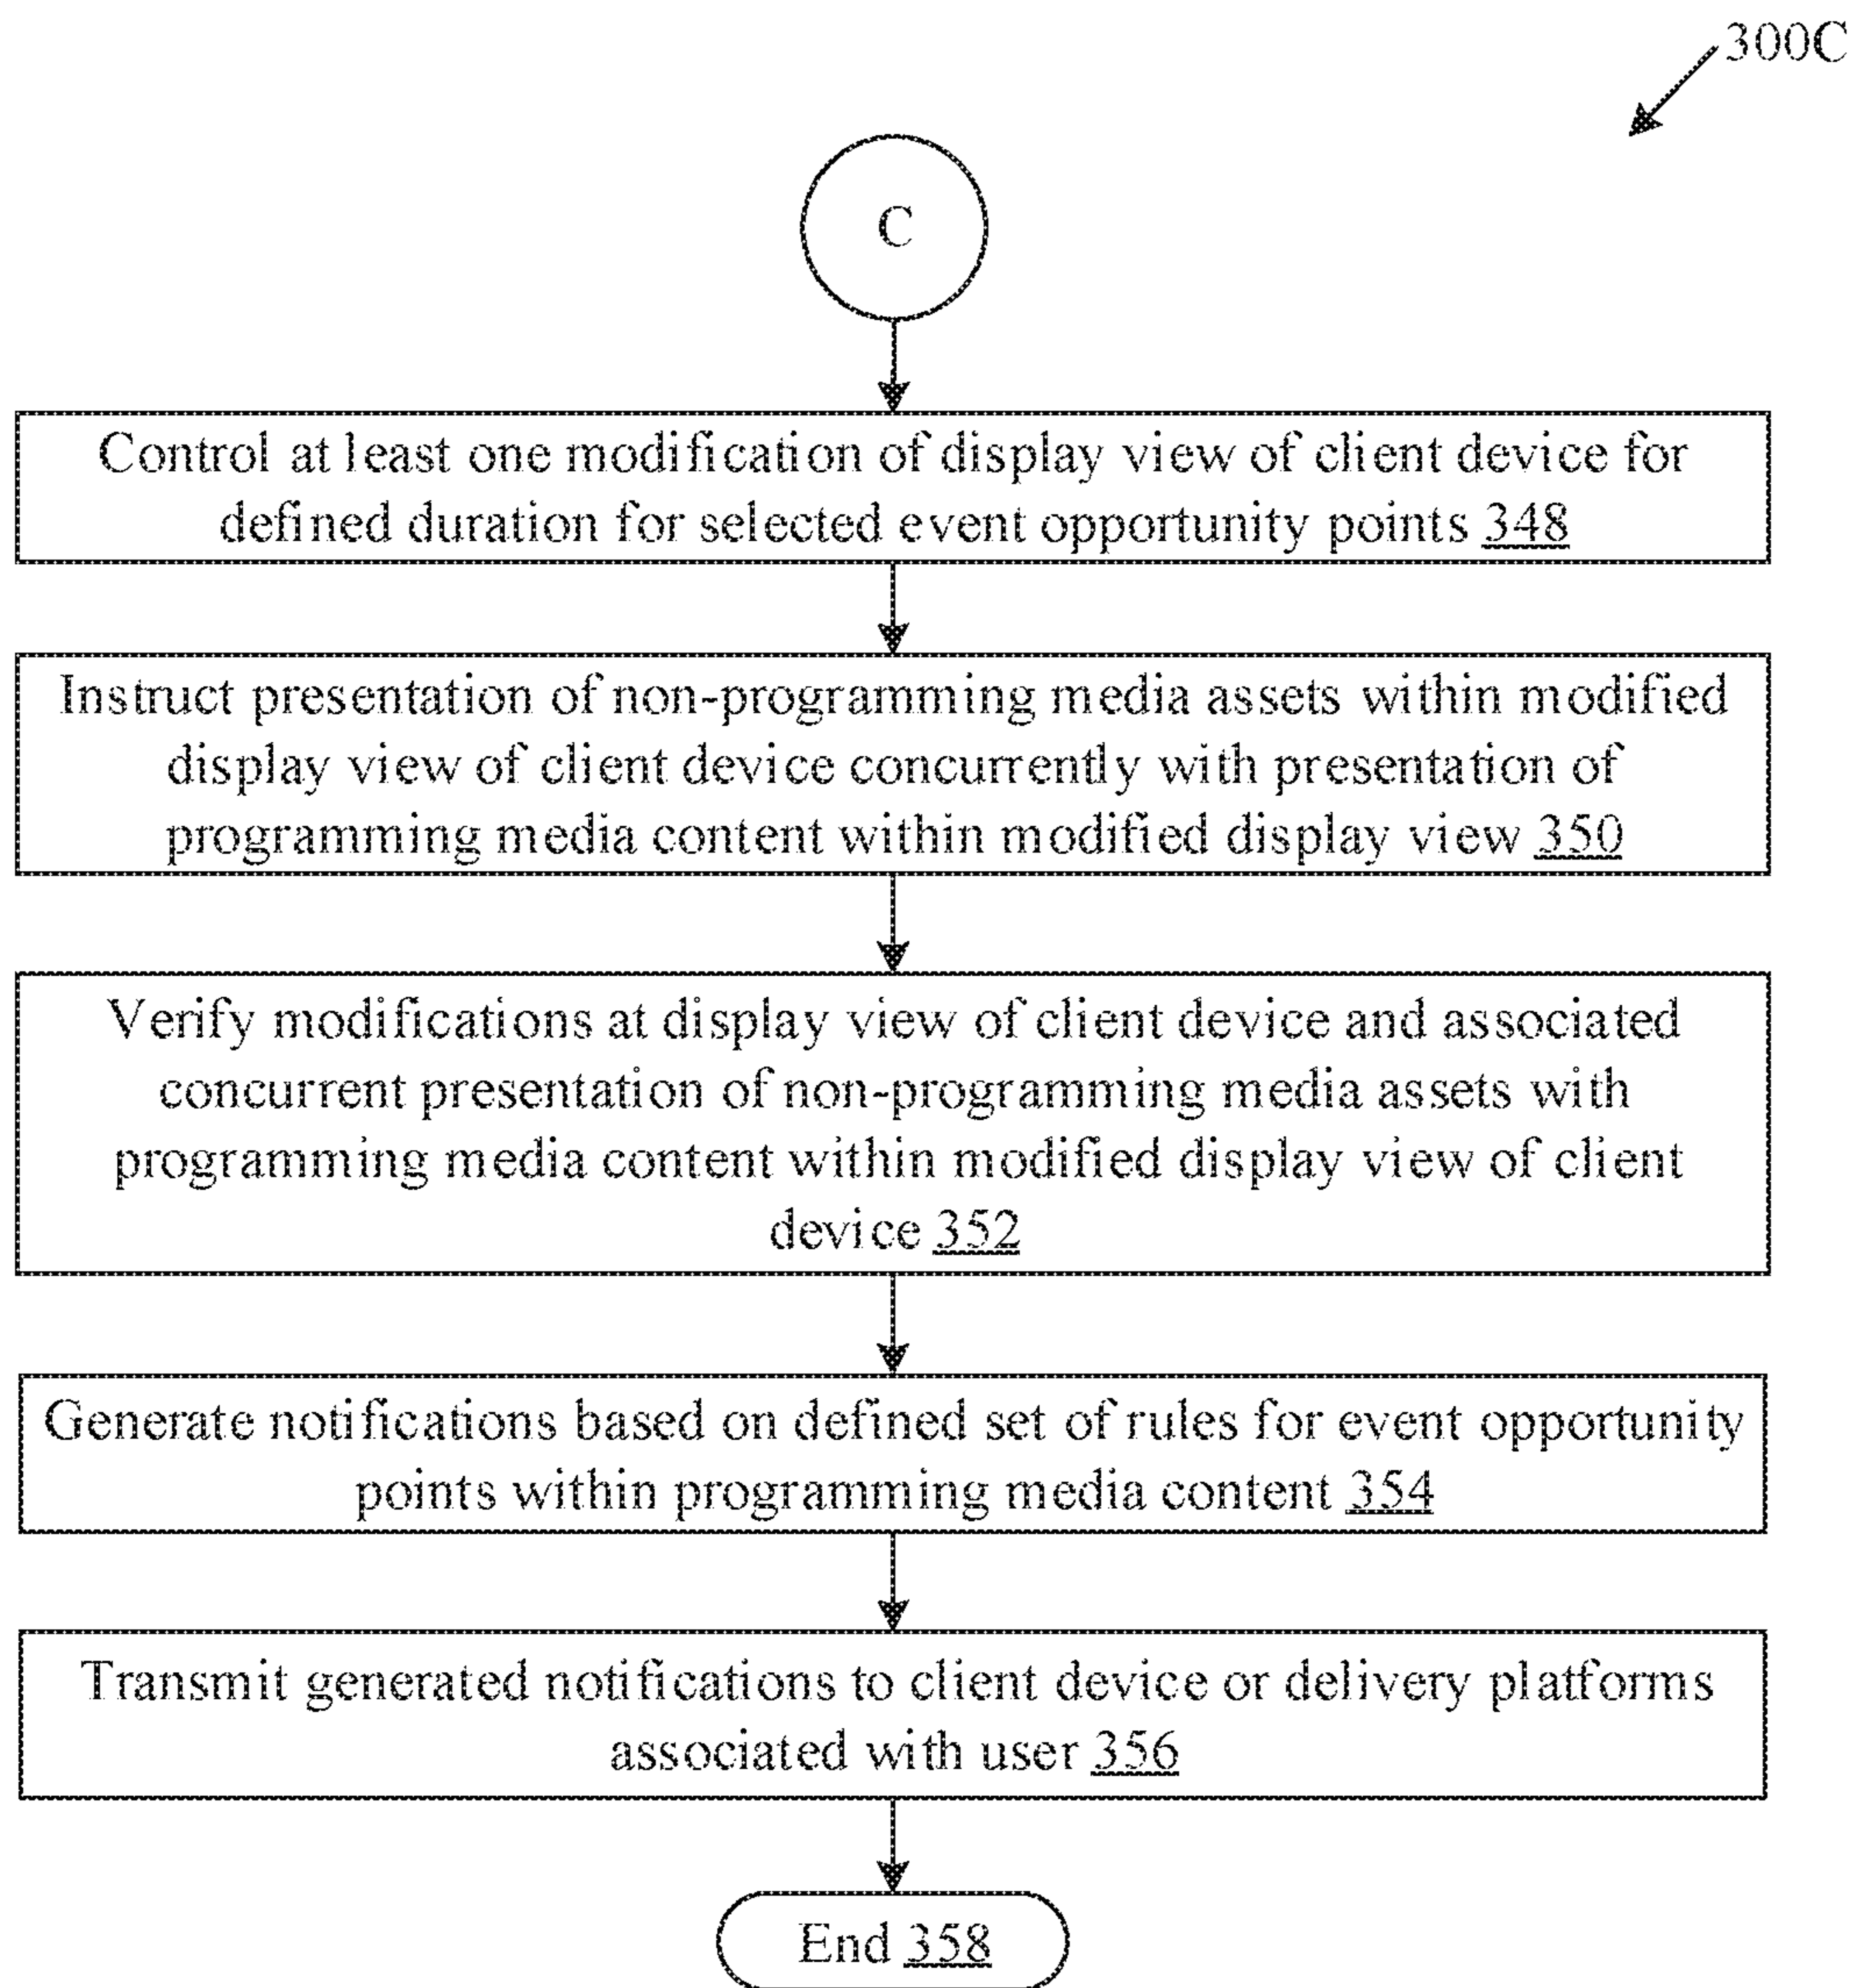 300C
C
Control at least one modification of display view of client device for
defined duration for selected event opportunity points 348
Instruct presentation of non-programming media assets within modified
display view of client device concurrently with presentation of
programming media content within modified display view 350
Verify modifications at display view of client device and associated
concurrent presentation of non-programming media assets with
programming media content within modified display view of client
device 352
Generate notifications based on defined set of rules for event opportunity
points within programming media content 354
Transmit generated notifications to client device or delivery platforms
associated with user 356
End 358